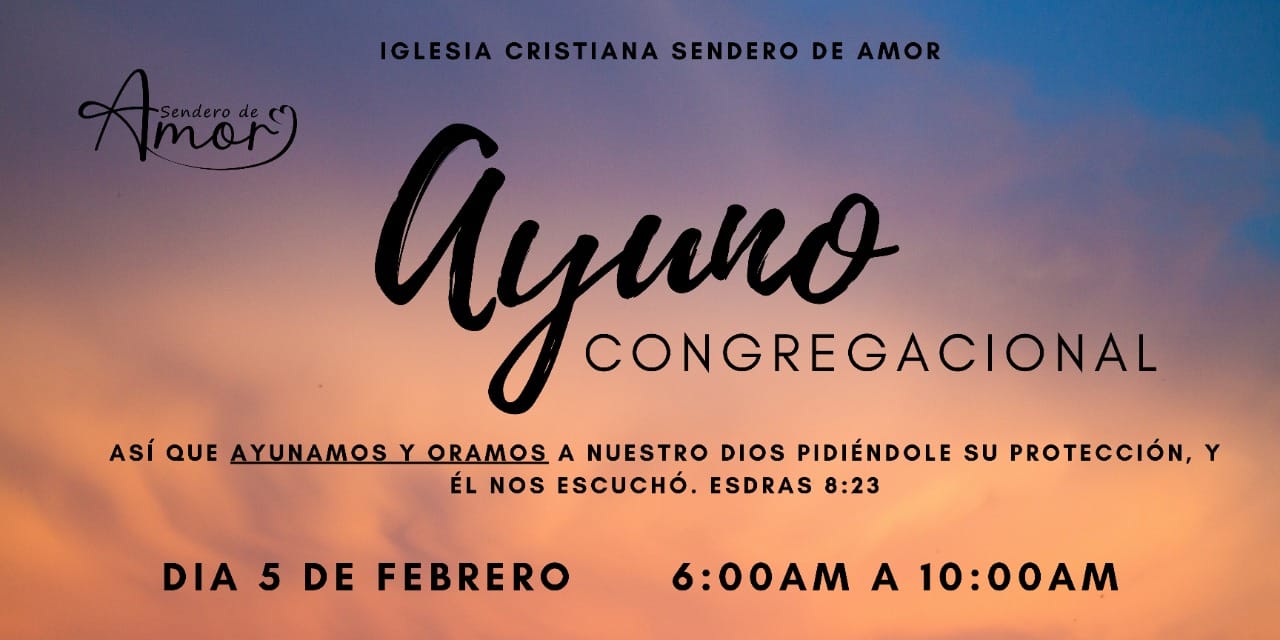 IGLESIA CRISTIANA SENDERO DE AMOR
Sendero de
Amor
Ayuno
CONGREGACIONAL
ASÍ QUE AYUNAMOS Y ORAMOS A NUESTRO DIOS PIDIÉNDOLE SU PROTECCIÓN, Y
ÉL NOS ESCUCHÓ. ESDRAS 8:23
DIA 5 DE FEBRERO 6:00AM A 10:00AM